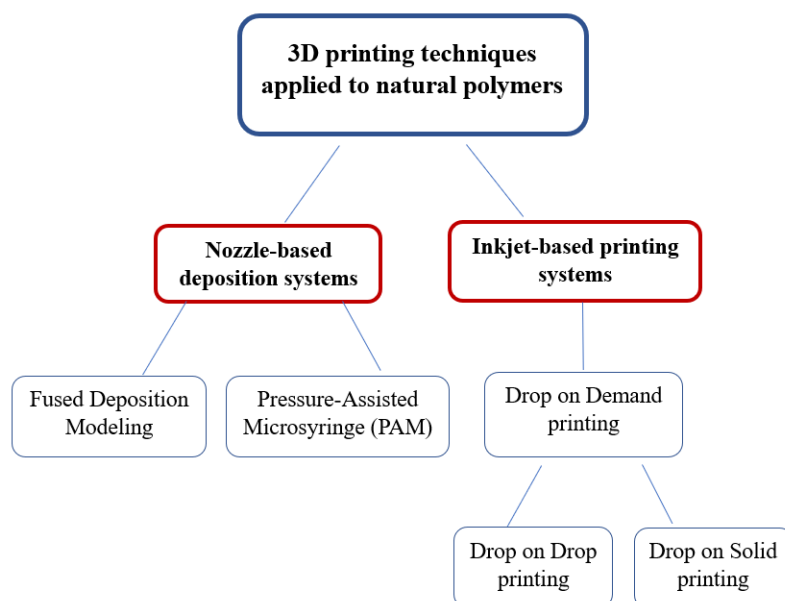 3D printing techniques
applied to natural polymers
Nozzle-based
deposition systems
Inkjet-based printing
systems
Fused Deposition
Modeling
Pressure-Assisted
Microsyringe (PAM)
Drop on Demand
printing
Drop on Drop
printing
Drop on Solid
printing